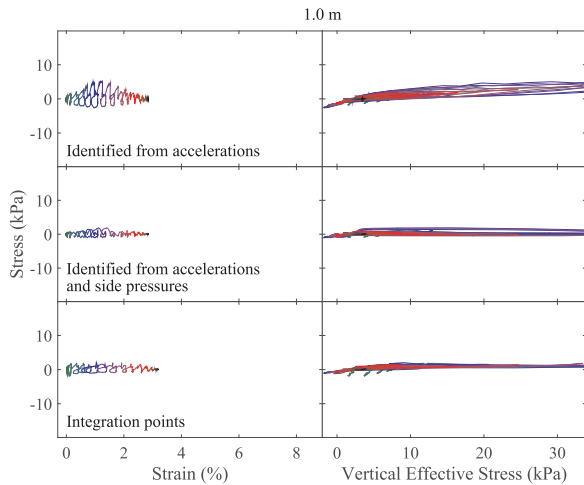 1.0 m
10
0
-10
Identified from accelerations
10
0
-10
Identified from accelerations
and side pressures
Stress (kPa)
10
0
-10
Integration points
0 2 4 6 8
0 10 20 30
Strain (%)
Vertical Effective Stress (kPa)